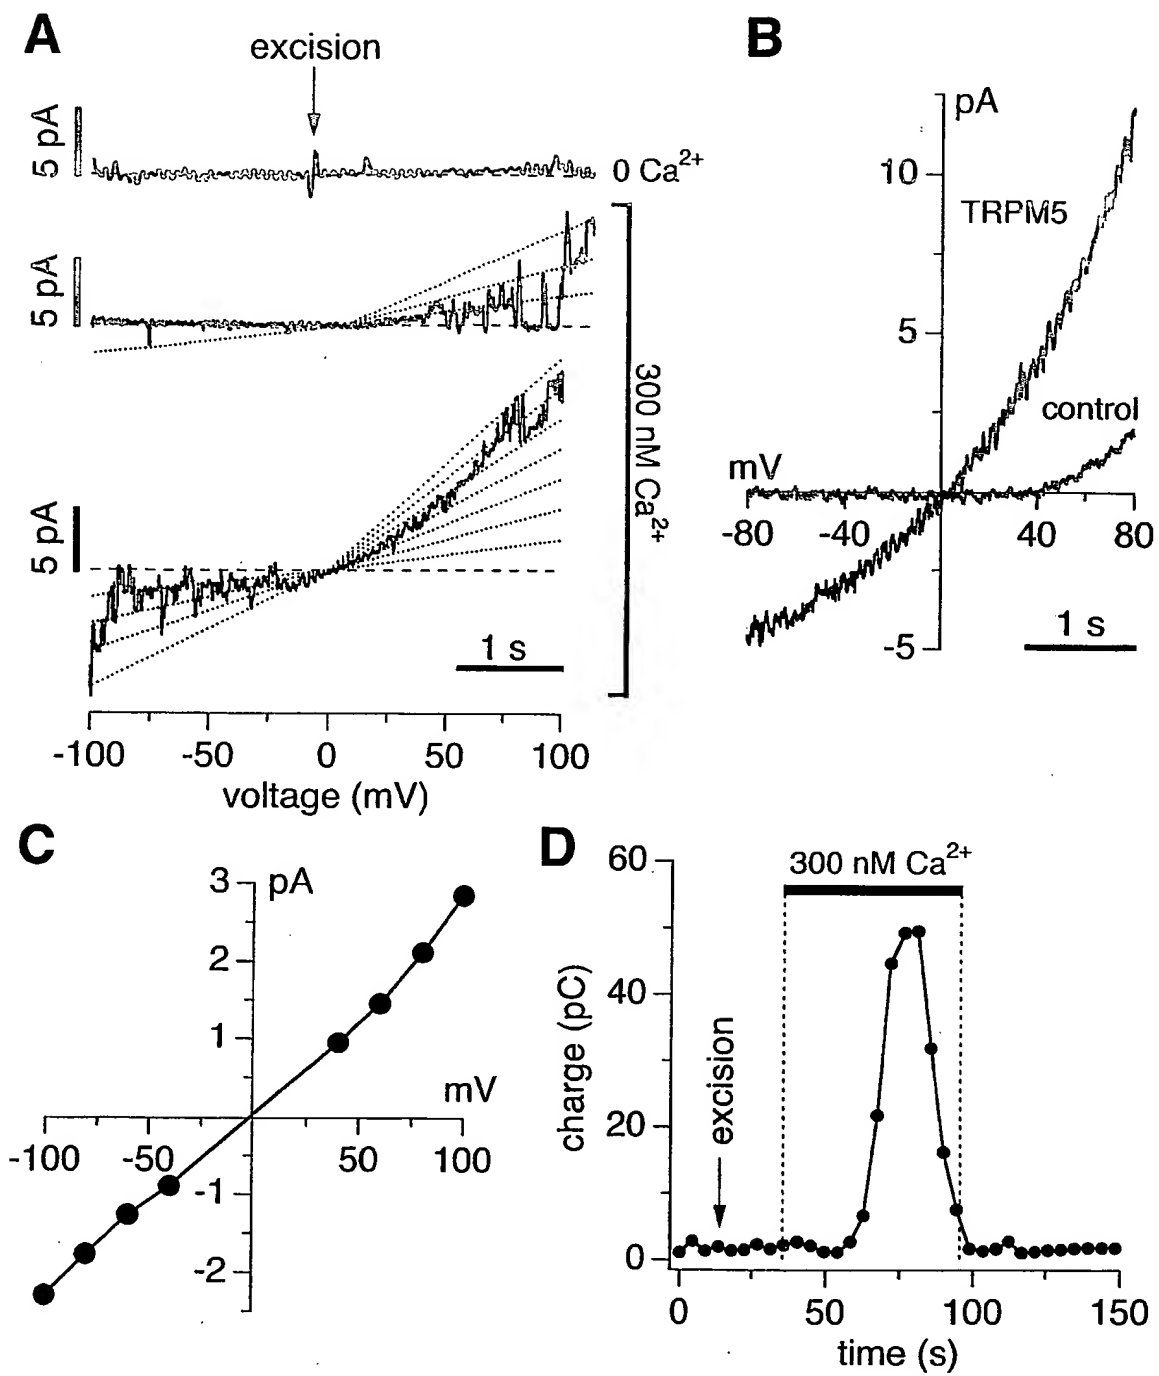 A
excision
5 pA
0 Ca2+
5 pA
300 nM Ca2+
5 pA
1 s
-100 -50 0 50 100
voltage (mV)
B
pA
10
TRPM5
5
control
mV
-80 -40 40 80
-5
1 s
C
3 pA
2
1
mV
-100 -50 50 100
-1
-2
D
60
300 nM Ca2+
40
charge (pC)
excision
20
0
0 50 100 150
time (s)